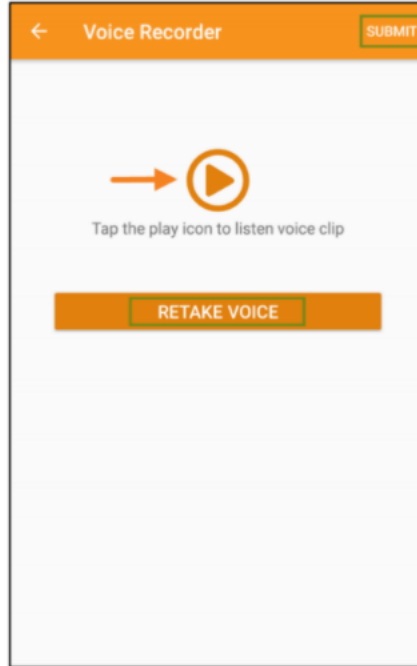 Voice Recorder
SUBMIT
Tap the play icon to listen voice clip
RETAKE VOICE